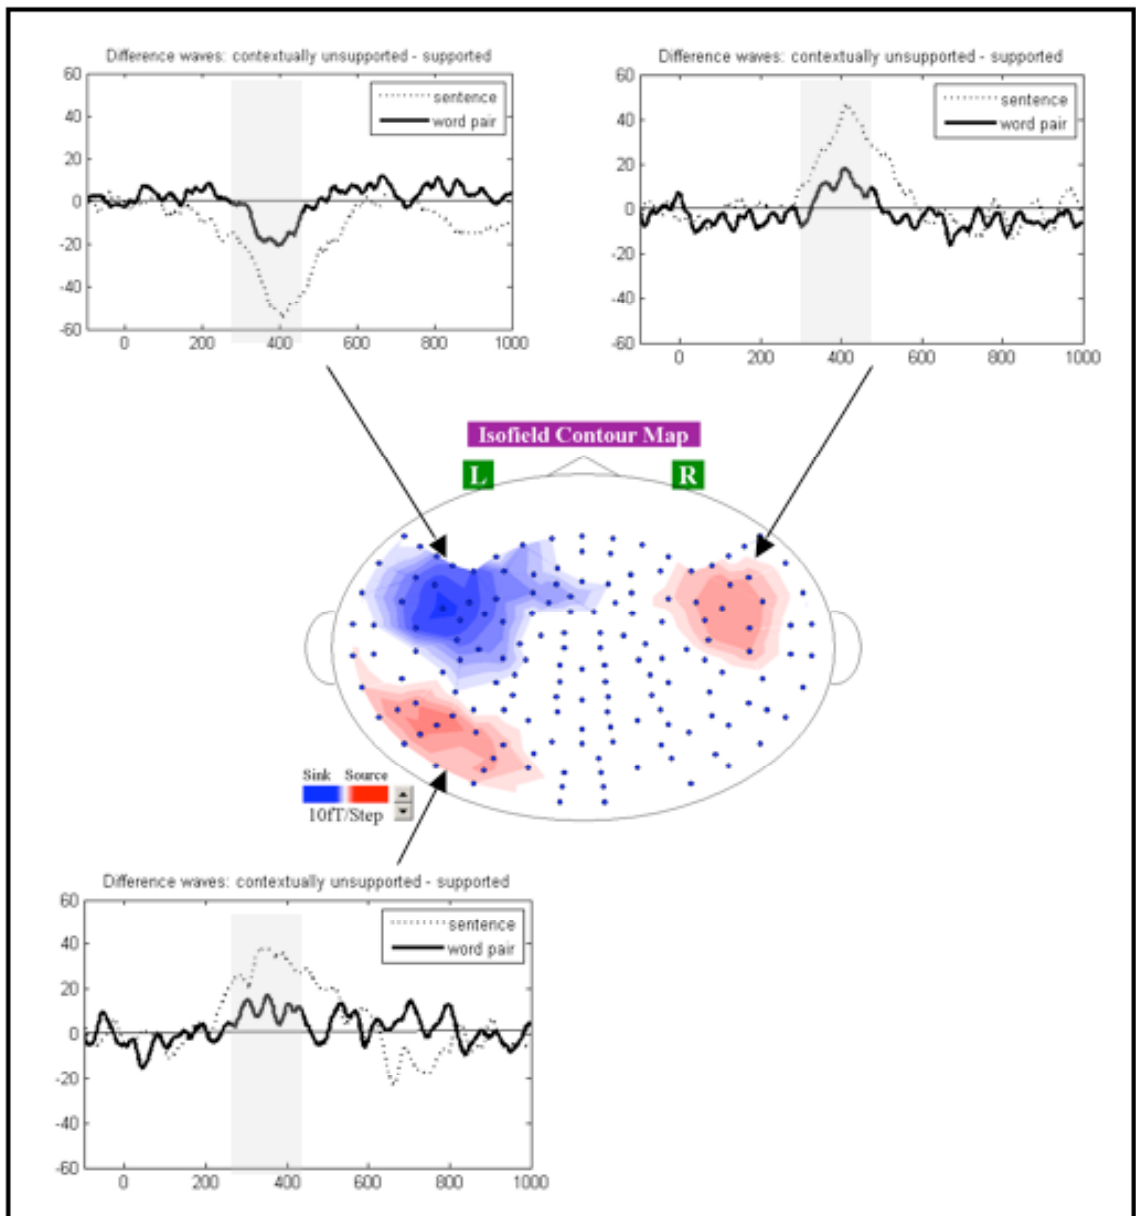 Difference waves: contextually unsupported - supported
60
40
20
0
-20
-40
-60
0 200 400 600 800 1000
sentence
word pair
Difference waves: contextually unsupported - supported
60
40
20
0
-20
-40
-60
0 200 400 600 800 1000
sentence
word pair
Isofield Contour Map
L R
Sink Source
10fT/Step
Difference waves: contextually unsupported - supported
60
40
20
0
-20
-40
-60
0 200 400 600 800 1000
sentence
word pair